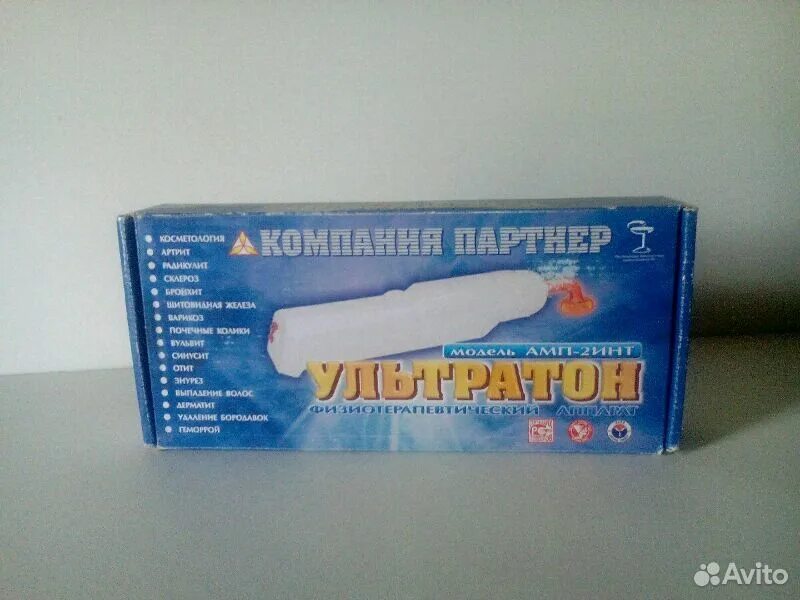 КОМПАНИЯ ПАРТНЕР
КОСМЕТОЛОГИЯ
АРТРИТ
РАДИКУЛИТ
СКЛЕРОЗ
БРОНХИТ
ЩИТОВИДНАЯ ЖЕЛЕЗА
ВАРИКОЗ
ПОЧЕЧНЫЕ КОЛИКИ
ВУЛЬВИТ
СИНУСИТ
ОТИТ
ЭНУРЕЗ
ВЫПАДЕНИЕ ВОЛОС
ДЕРМАТИТ
УДАЛЕНИЕ БОРОДАВОК
ГЕМОРРОЙ
МОДЕЛЬ АМП-2ИНТ
УЛЬТРАТОН
ФИЗИОТЕРАПЕВТИЧЕСКИЙ АППАРАТ
Avito